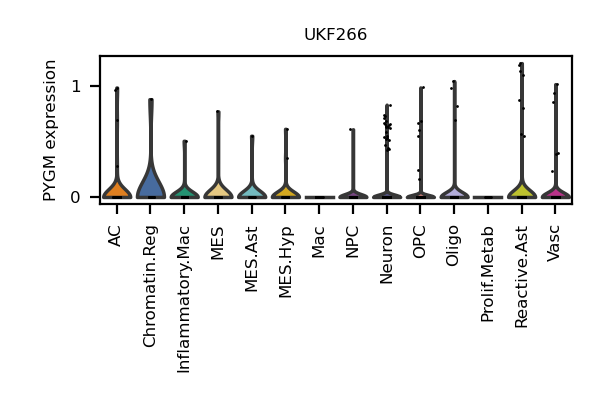 UKF266
PYGM expression
1
0
AC
Chromatin.Reg
Inflammatory.Mac
MES
MES.Ast
MES.Hyp
Mac
NPC
Neuron
OPC
Oligo
Prolif.Metab
Reactive.Ast
Vasc